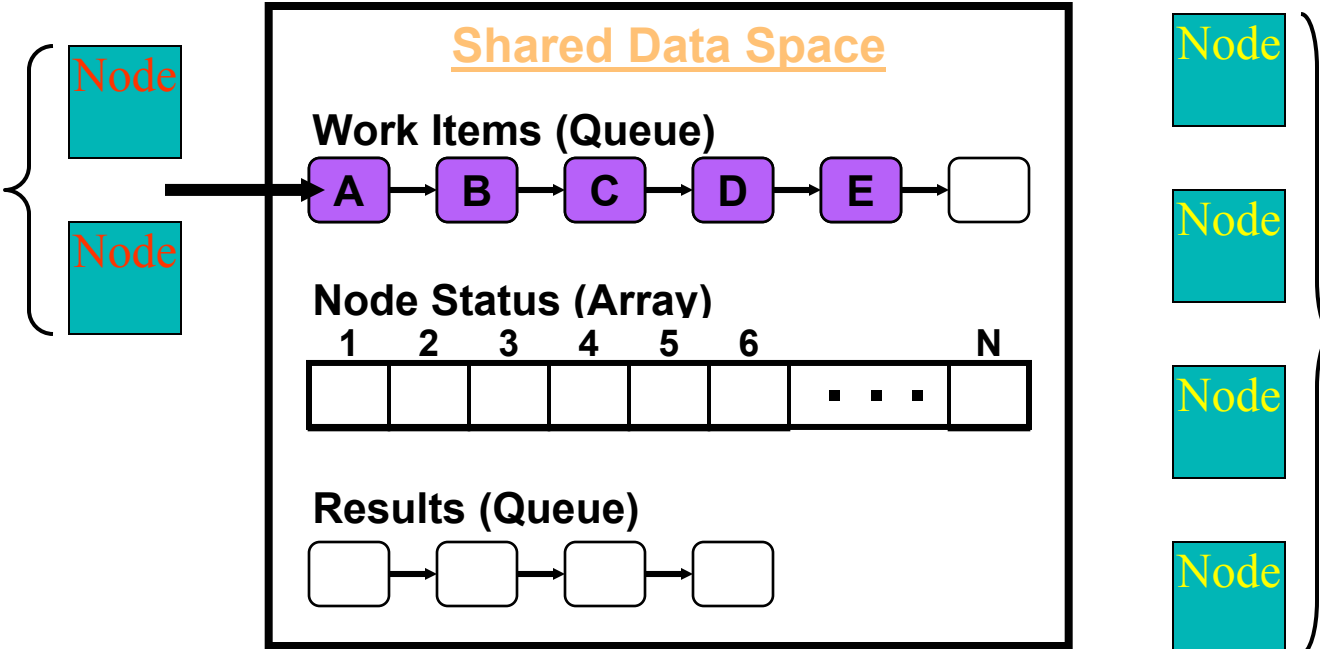 Shared Data Space
Node
Node
Work Items (Queue)
A B C D E
Node Status (Array)
1 2 3 4 5 6 N
. . .
Results (Queue)
Node
Node
Node
Node